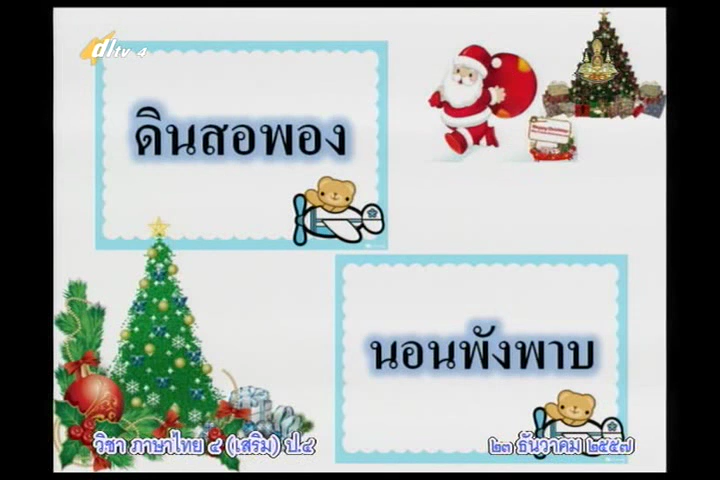 dltv 4
ดินสอพอง
นอนพังพาบ
วิชา ภาษาไทย ๔ (เสริม) ป.๔
๒๓ ธันวาคม ๒๕๕๗